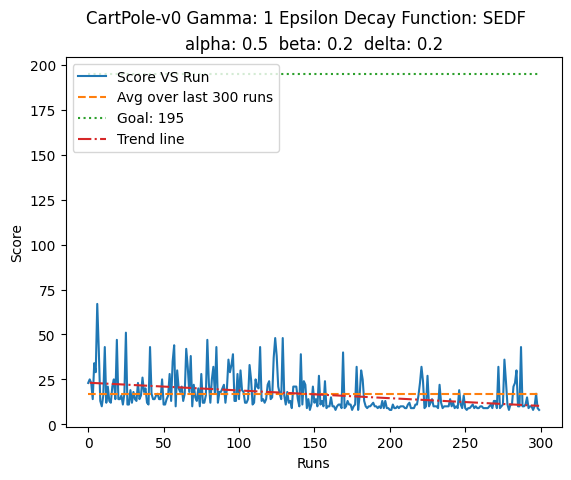 CartPole-v0 Gamma: 1 Epsilon Decay Function: SEDF
alpha: 0.5  beta: 0.2  delta: 0.2
Score VS Run
Avg over last 300 runs
Goal: 195
Trend line
200
175
150
125
100
75
50
25
0
Score
0
50
100
150
200
250
300
Runs